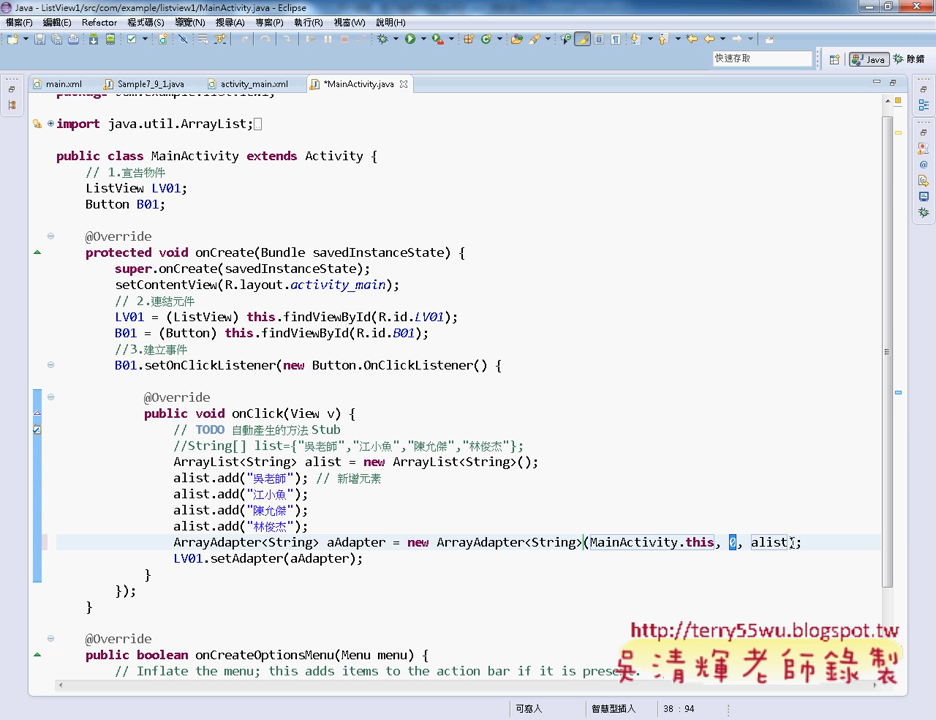 Java - ListView1/src/com/example/listview1/MainActivity.java - Eclipse
檔案(F) 編輯(E) Refactor 程式碼(S) 導覽(N) 搜尋(A) 專案(P) 執行(R) 視窗(W) 說明(H)
快速存取 Java 除錯
main.xml Sample7_9_1.java activity_main.xml *MainActivity.java
import java.util.ArrayList;
public class MainActivity extends Activity {
// 1.宣告物件
ListView LV01;
Button B01;
@Override
protected void onCreate(Bundle savedInstanceState) {
super.onCreate(savedInstanceState);
setContentView(R.layout.activity_main);
// 2.連結元件
LV01 = (ListView) this.findViewById(R.id.LV01);
B01 = (Button) this.findViewById(R.id.B01);
//3.建立事件
B01.setOnClickListener(new Button.OnClickListener() {
@Override
public void onClick(View v) {
// TODO 自動產生的方法 Stub
//String[] list={"吳老師","江小魚","陳允傑","林俊杰"};
ArrayList<String> alist = new ArrayList<String>();
alist.add("吳老師"); // 新增元素
alist.add("江小魚");
alist.add("陳允傑");
alist.add("林俊杰");
ArrayAdapter<String> aAdapter = new ArrayAdapter<String>(MainActivity.this, 0, alist);
LV01.setAdapter(aAdapter);
}
});
}
@Override
public boolean onCreateOptionsMenu(Menu menu) {
// Inflate the menu; this adds items to the action bar if it is present.
http://terry55wu.blogspot.tw
吳清輝老師錄製
可寫入 智慧型插入 38 : 94